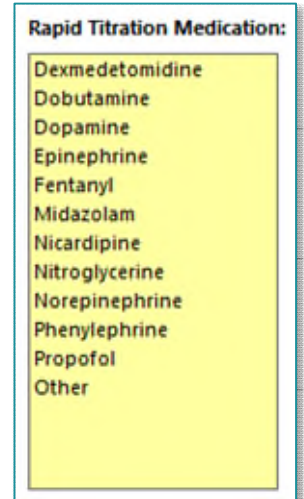 Rapid Titration Medication:
Dexmedetomidine
Dobutamine
Dopamine
Epinephrine
Fentanyl
Midazolam
Nicardipine
Nitroglycerine
Norepinephrine
Phenylephrine
Propofol
Other